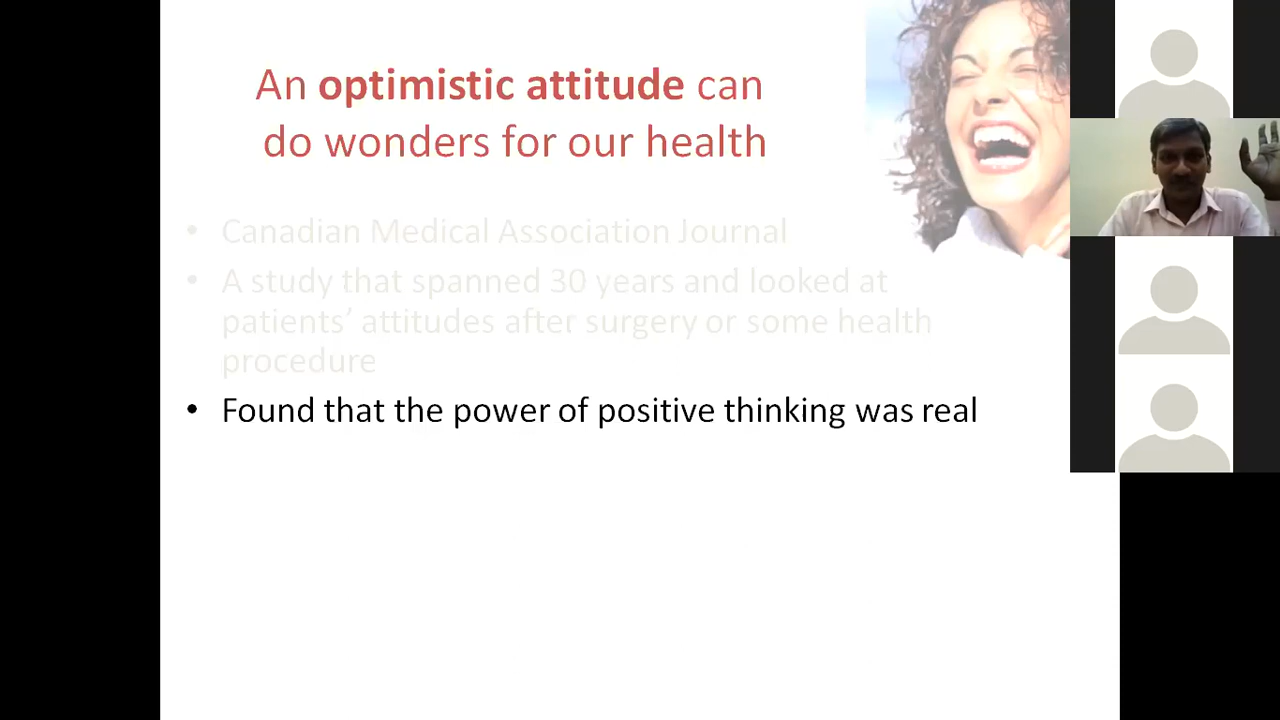 An optimistic attitude can
do wonders for our health
• Canadian Medical Association Journal
• A study that spanned 30 years and looked at
patients’ attitudes after surgery or some health
procedure
• Found that the power of positive thinking was real